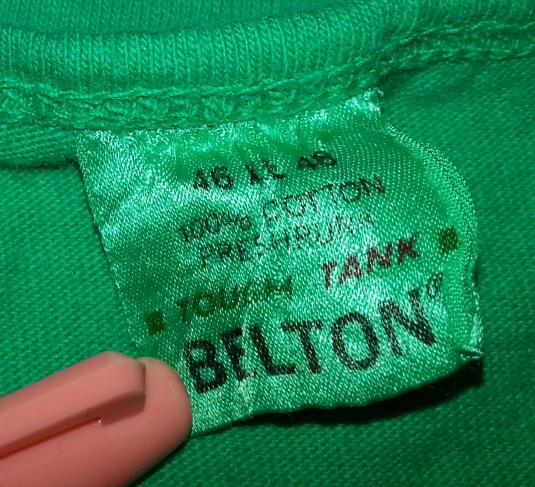 46 XL 48
100% COTTON
PRESHRUNK
TOUGH TANK
BELTON®